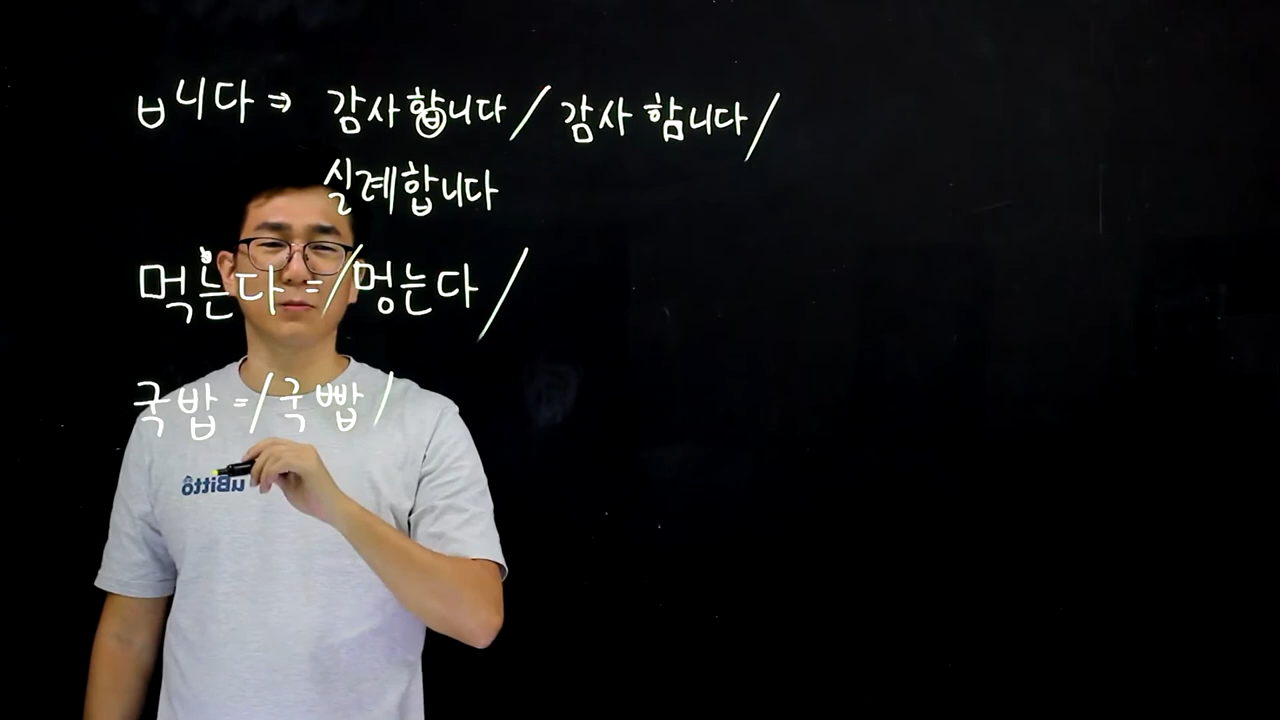 ㅂ니다 ⇒ 감사합니다 / 감사 함니다 /
실례합니다
먹는다 = / 멍는다 /
국밥 = / 국빱 /
uBitto